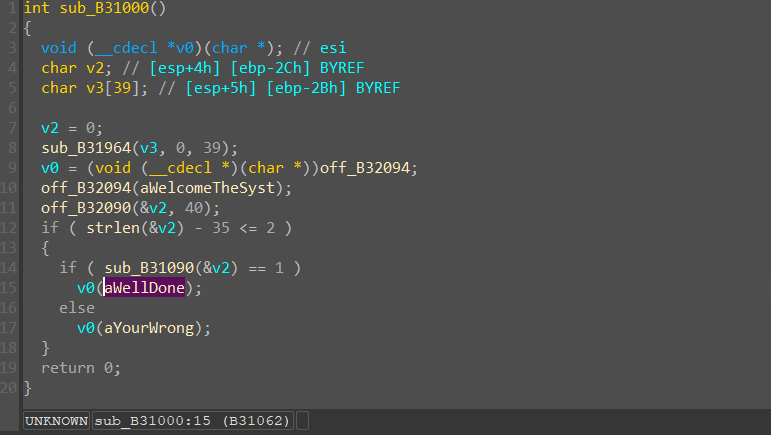 1 int sub_B31000()
2 {
3 void (__cdecl *v0)(char *); // esi
4 char v2; // [esp+4h] [ebp-2Ch] BYREF
5 char v3[39]; // [esp+5h] [ebp-2Bh] BYREF
6
7 v2 = 0;
8 sub_B31964(v3, 0, 39);
9 v0 = (void (__cdecl *)(char *))off_B32094;
10 off_B32094(aWelcomeTheSyst);
11 off_B32090(&v2, 40);
12 if ( strlen(&v2) - 35 <= 2 )
13 {
14 if ( sub_B31090(&v2) == 1 )
15 v0(aWellDone);
16 else
17 v0(aYourWrong);
18 }
19 return 0;
20 }
UNKNOWN sub_B31000:15 (B31062)